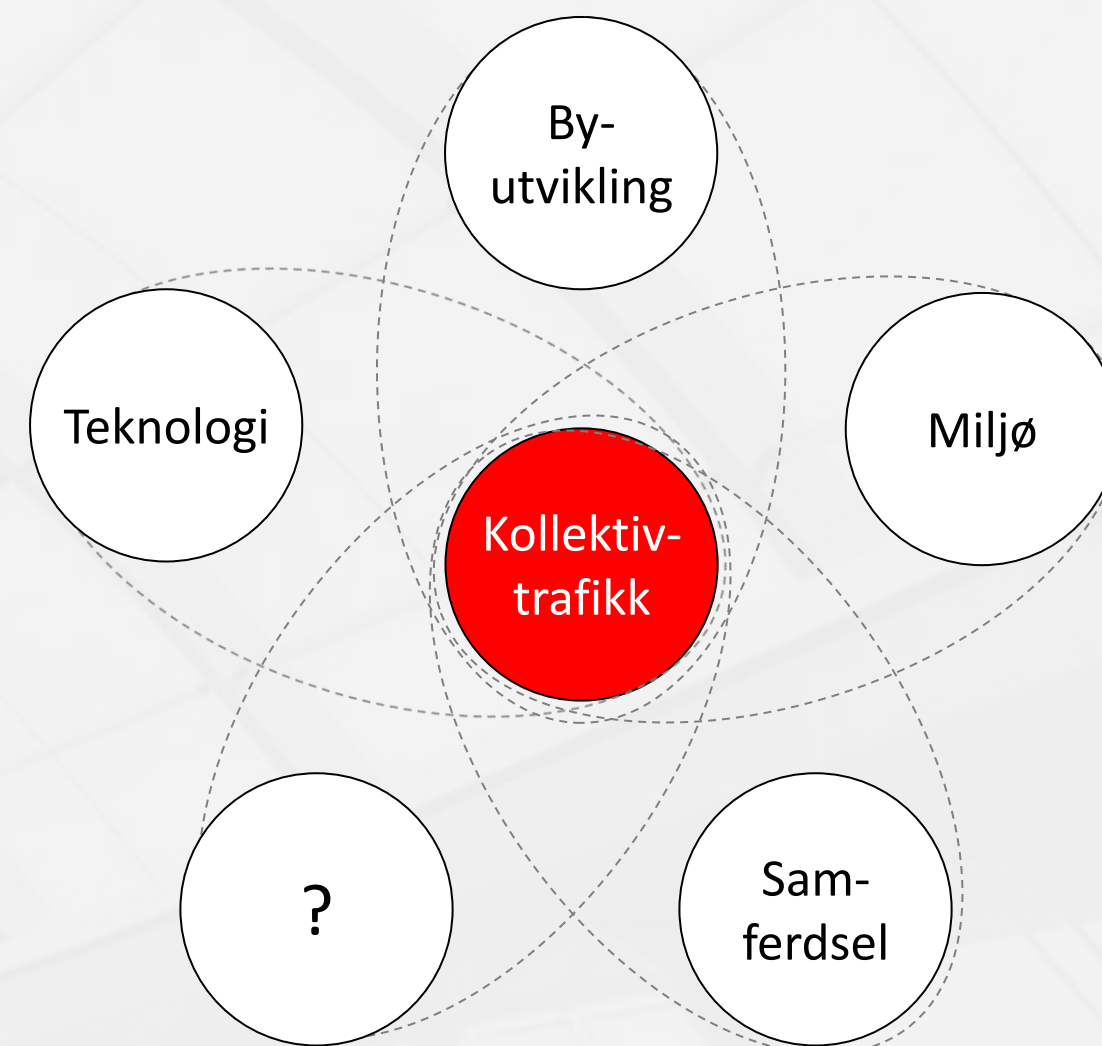 By-
utvikling
Teknologi
Miljø
Kollektiv-
trafikk
?
Sam-
ferdsel